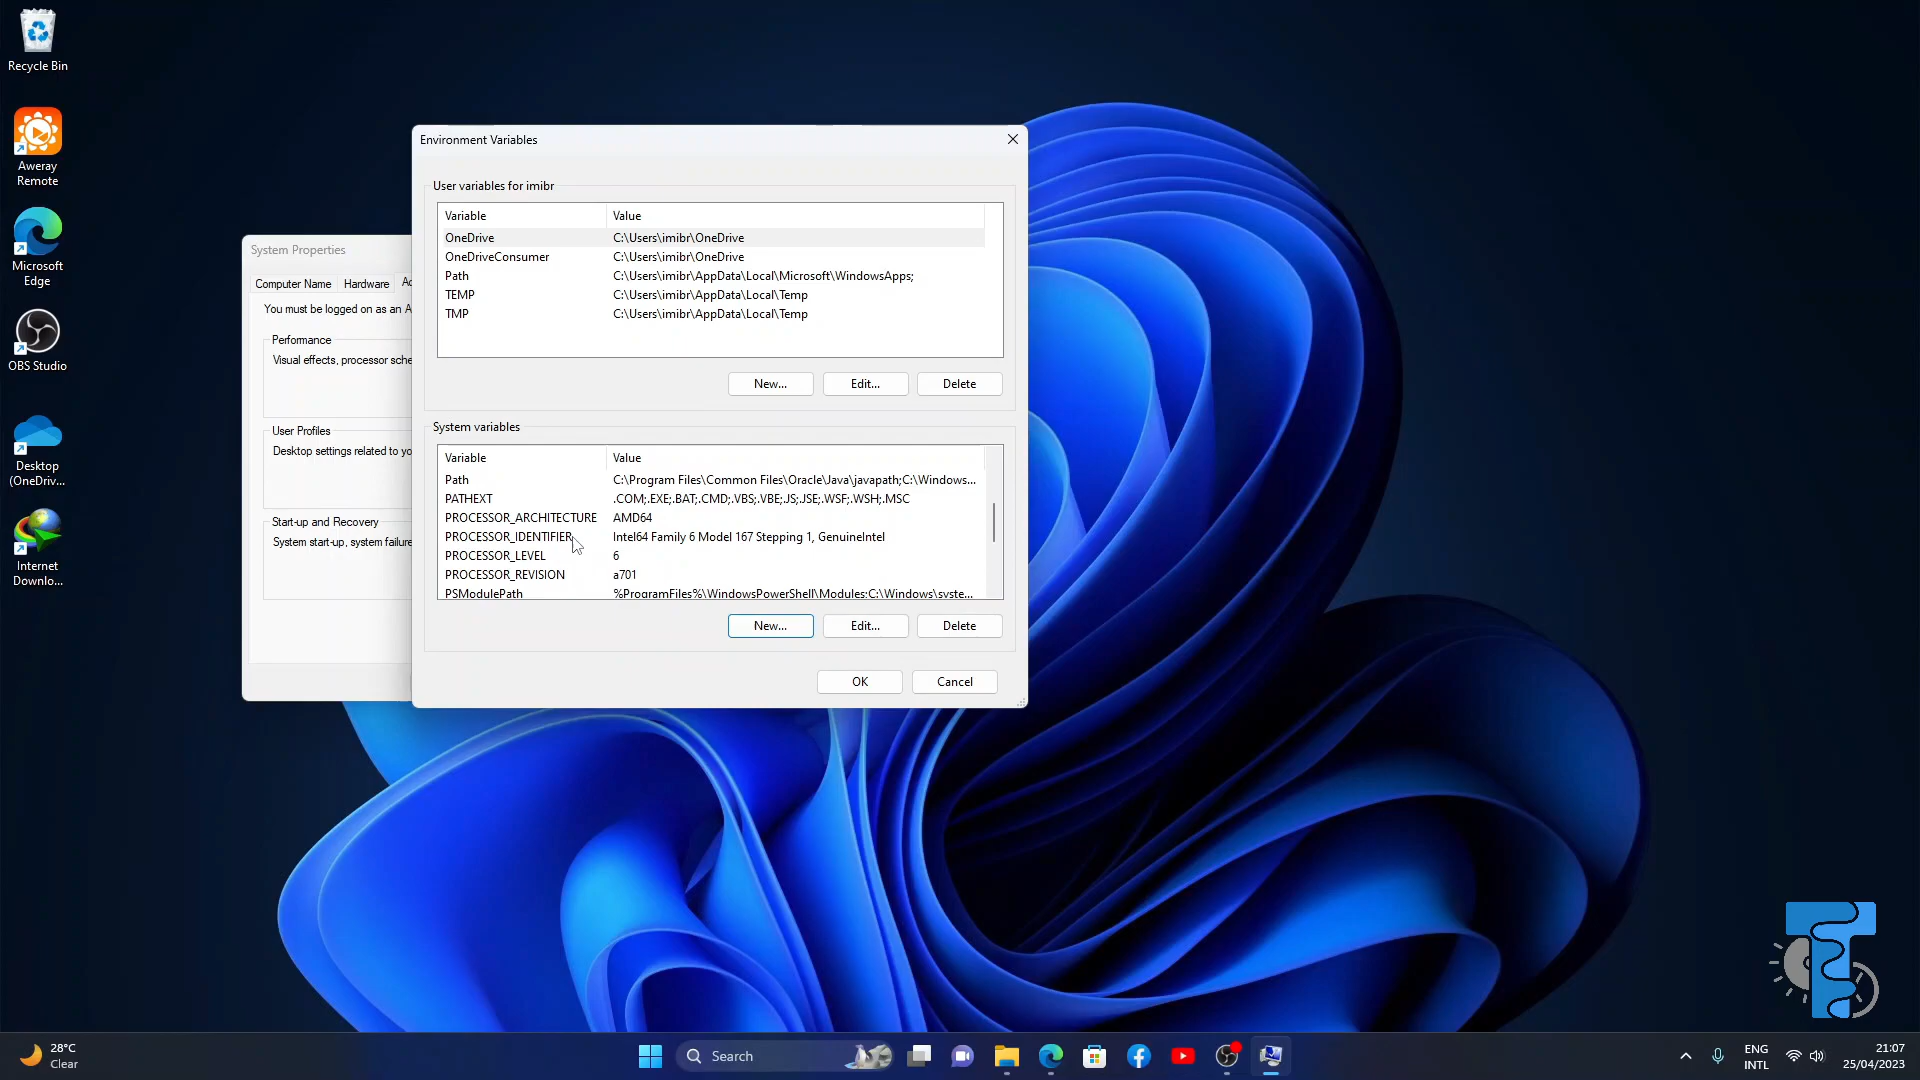 Recycle Bin
Aweray
Remote
Microsoft
Edge
OBS Studio
Desktop
(OneDriv...
Internet
Downlo...
System Properties
Computer Name
Hardware
Ad
You must be logged on as an A
Performance
Visual effects, processor sche
User Profiles
Desktop settings related to yo
Start-up and Recovery
System start-up, system failure
Environment Variables
User variables for imibr
Variable Value
OneDrive C:\Users\imibr\OneDrive
OneDriveConsumer C:\Users\imibr\OneDrive
Path C:\Users\imibr\AppData\Local\Microsoft\WindowsApps;
TEMP C:\Users\imibr\AppData\Local\Temp
TMP C:\Users\imibr\AppData\Local\Temp
New... Edit... Delete
System variables
Variable Value
Path C:\Program Files\Common Files\Oracle\Java\javapath;C:\Windows...
PATHEXT .COM;.EXE;.BAT;.CMD;.VBS;.VBE;.JS;.JSE;.WSF;.WSH;.MSC
PROCESSOR_ARCHITECTURE AMD64
PROCESSOR_IDENTIFIER Intel64 Family 6 Model 167 Stepping 1, GenuineIntel
PROCESSOR_LEVEL 6
PROCESSOR_REVISION a701
PSModulePath %ProgramFiles%\WindowsPowerShell\Modules;C:\Windows\syste...
New... Edit... Delete
OK Cancel
28°C
Clear
Search
ENG
INTL
21:07
25/04/2023